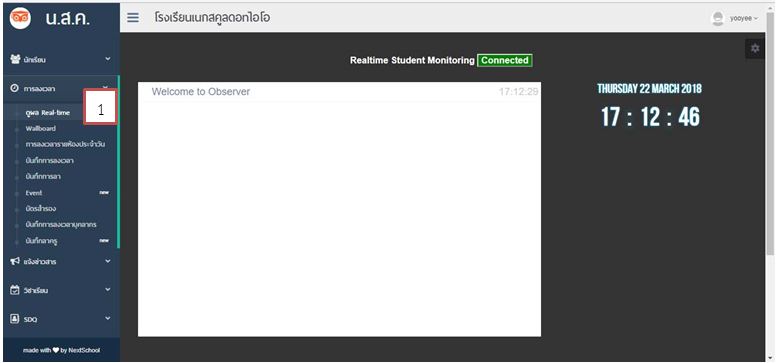 น.ส.ค.
โรงเรียนเนกสคูลดอทไอโอ
yooyee
นักเรียน
การลงเวลา
ดูผล Real-time
1
Wallboard
การลงเวลารายห้องประจำวัน
บันทึกการลงเวลา
บันทึกการลา
Event new
บัตรสำรอง
บันทึกการลงเวลาบุคลากร
บันทึกลาครู new
แจ้งข่าวสาร
วิชาเรียน
SDQ
made with by NextSchool
Realtime Student Monitoring Connected
Welcome to Observer 17:12:29
THURSDAY 22 MARCH 2018
17 : 12 : 46